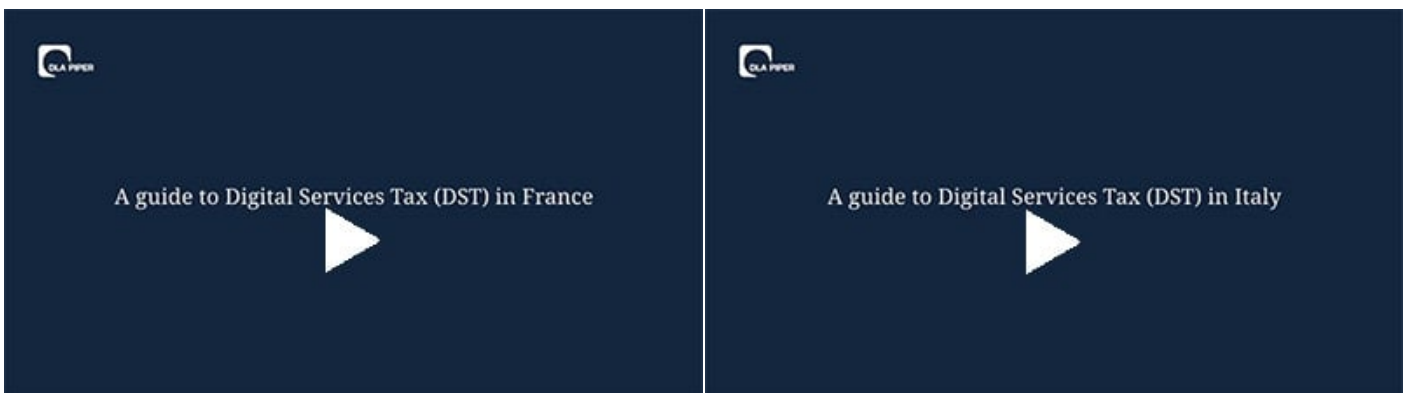 DLA PIPER
A guide to Digital Services Tax (DST) in France
DLA PIPER
A guide to Digital Services Tax (DST) in Italy